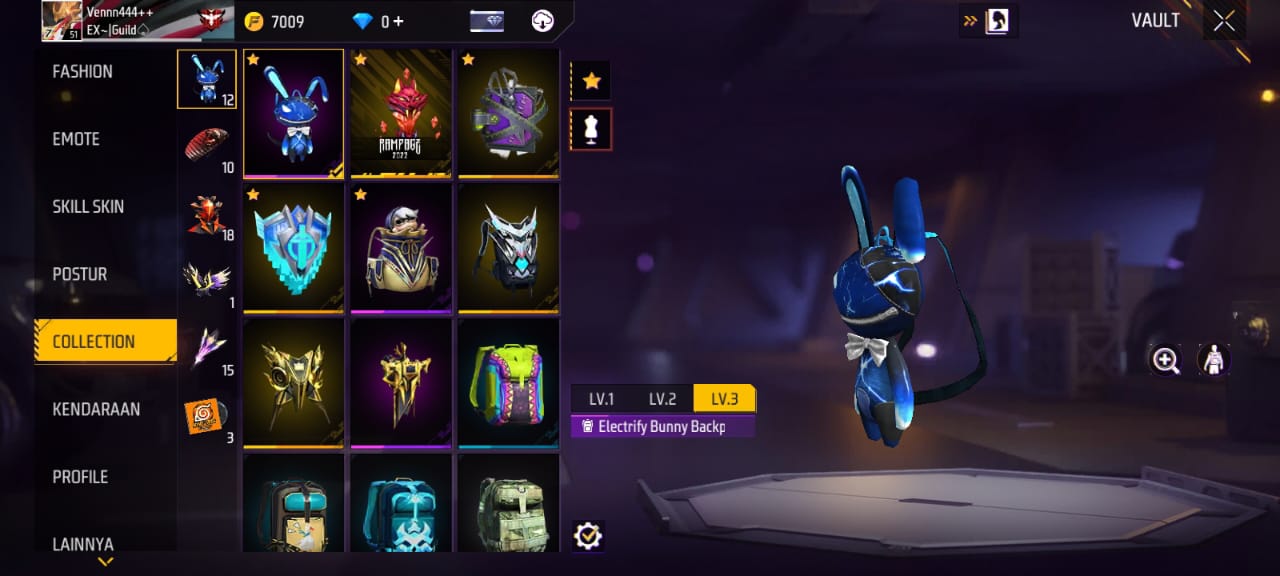 Vennn444++
EX~|Guild♤
51
7009
0+
VAULT
FASHION
EMOTE
SKILL SKIN
POSTUR
COLLECTION
KENDARAAN
PROFILE
LAINNYA
12
10
18
1
15
3
RAMPAGE
2022
LV.1
LV.2
LV.3
Electrify Bunny Backp